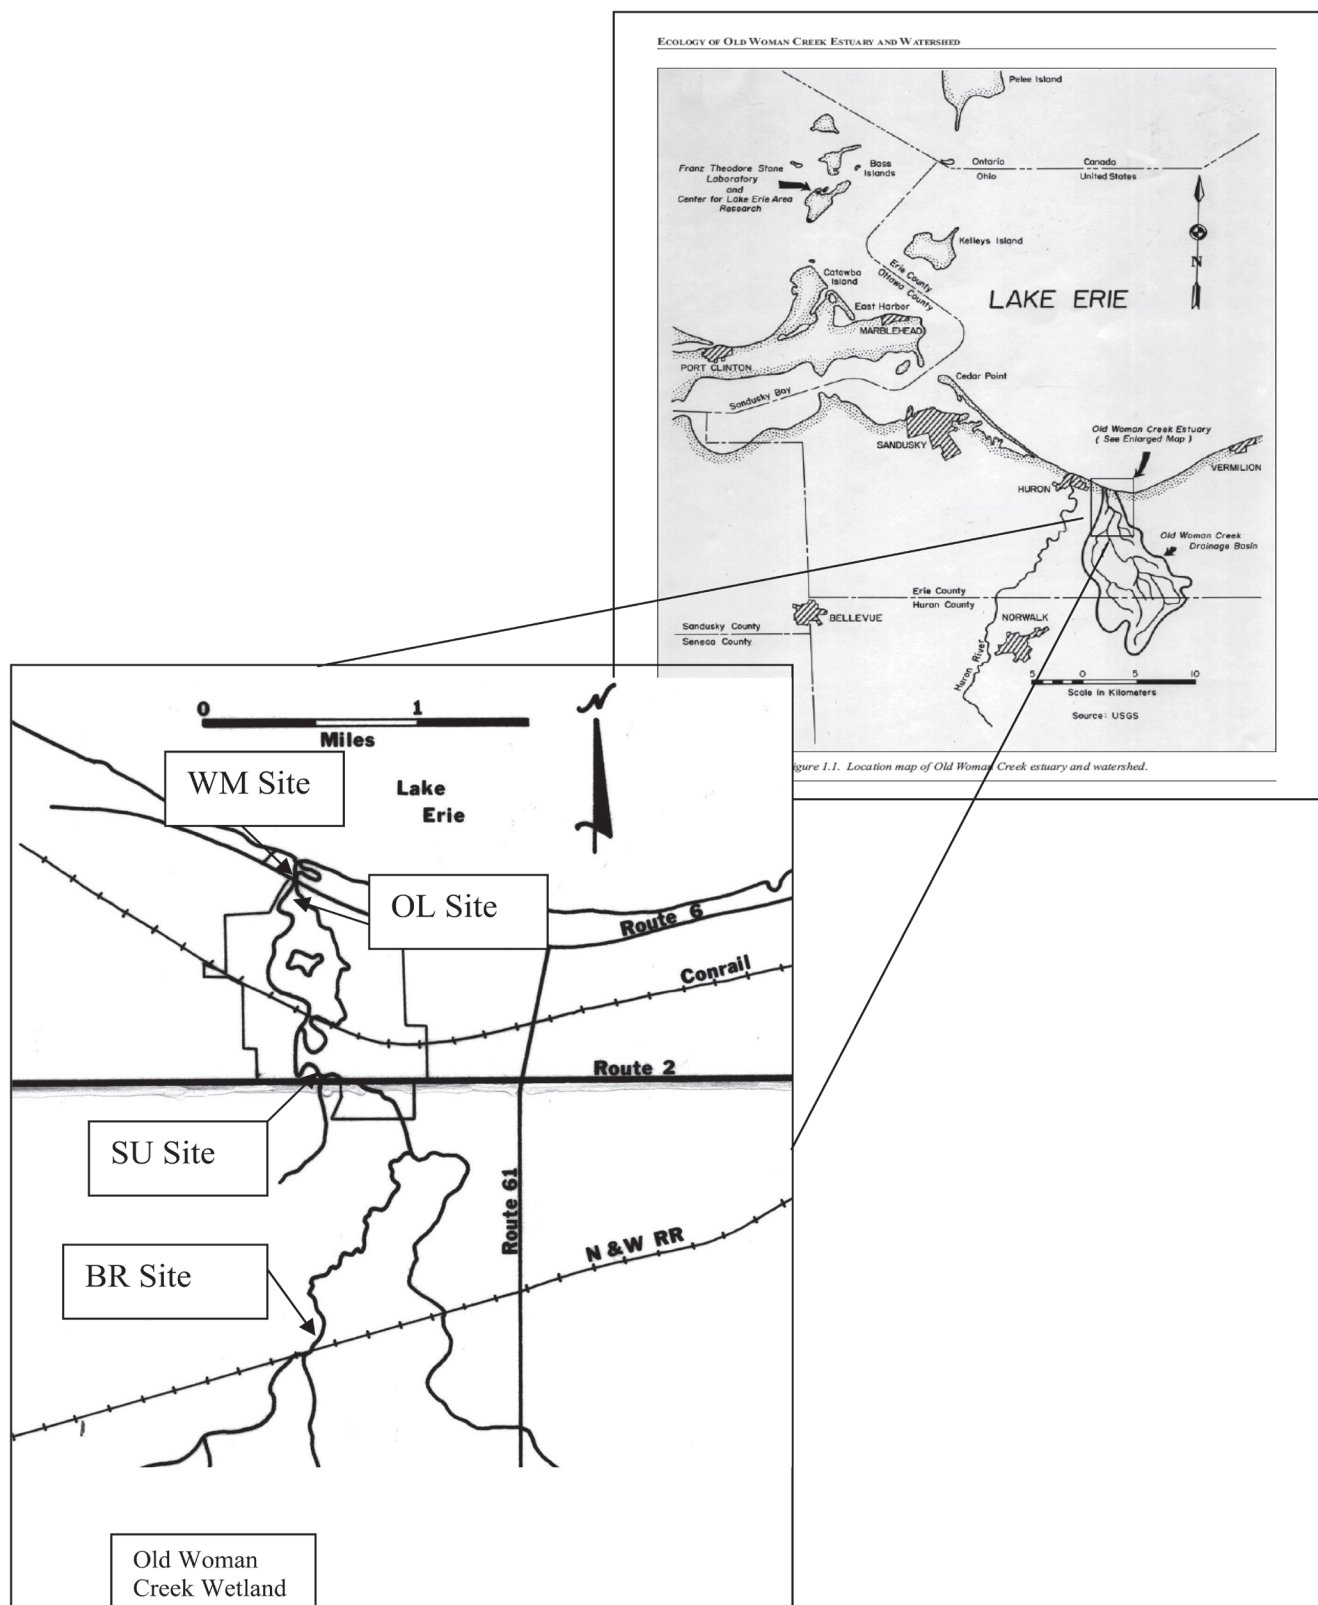 ECOLOGY OF OLD WOMAN CREEK ESTUARY AND WATERSHED
Pelee Island
Ontario
Canada
Ohio
United States
Bass
Islands
Franz Theodore Stone
Laboratory
and
Center for Lake Erie Area
Research
Kelleys Island
Erie County
Ottawa County
N
LAKE ERIE
Catawba
Island
East Harbor
MARBLEHEAD
PORT CLINTON
Sandusky Bay
Cedar Point
SANDUSKY
Old Woman Creek Estuary
( See Enlarged Map )
VERMILION
HURON
Old Woman Creek
Drainage Basin
Erie County
Huron County
BELLEVUE
NORWALK
Sandusky County
Seneca County
Huron River
5 0 5 10
Scale in Kilometers
Source: USGS
igure 1.1. Location map of Old Woman Creek estuary and watershed.
0 1
Miles
N
WM Site
Lake
Erie
OL Site
Route 6
Conrail
Route 2
SU Site
Route 61
N & W RR
BR Site
Old Woman
Creek Wetland